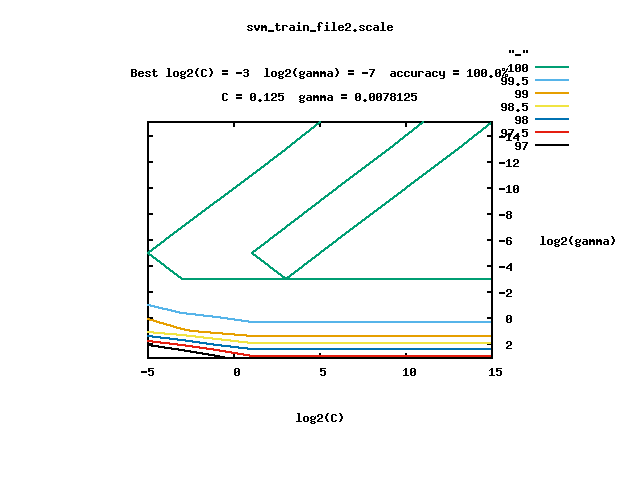 svm_train_file2.scale
"-"
Best log2(C) = -3  log2(gamma) = -7  accuracy = 100.0%
C = 0.125  gamma = 0.0078125
100
99.5
99
98.5
98
97.5
97
-14
-12
-10
-8
-6
-4
-2
0
2
log2(gamma)
-5 0 5 10 15
log2(C)